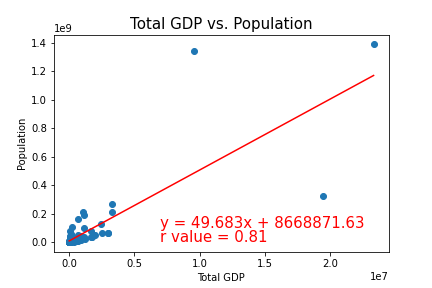 Total GDP vs. Population
1e9
1.4
1.2
1.0
0.8
0.6
0.4
0.2
0.0
Population
y = 49.683x + 8668871.63
r value = 0.81
0.0
0.5
1.0
1.5
2.0
1e7
Total GDP